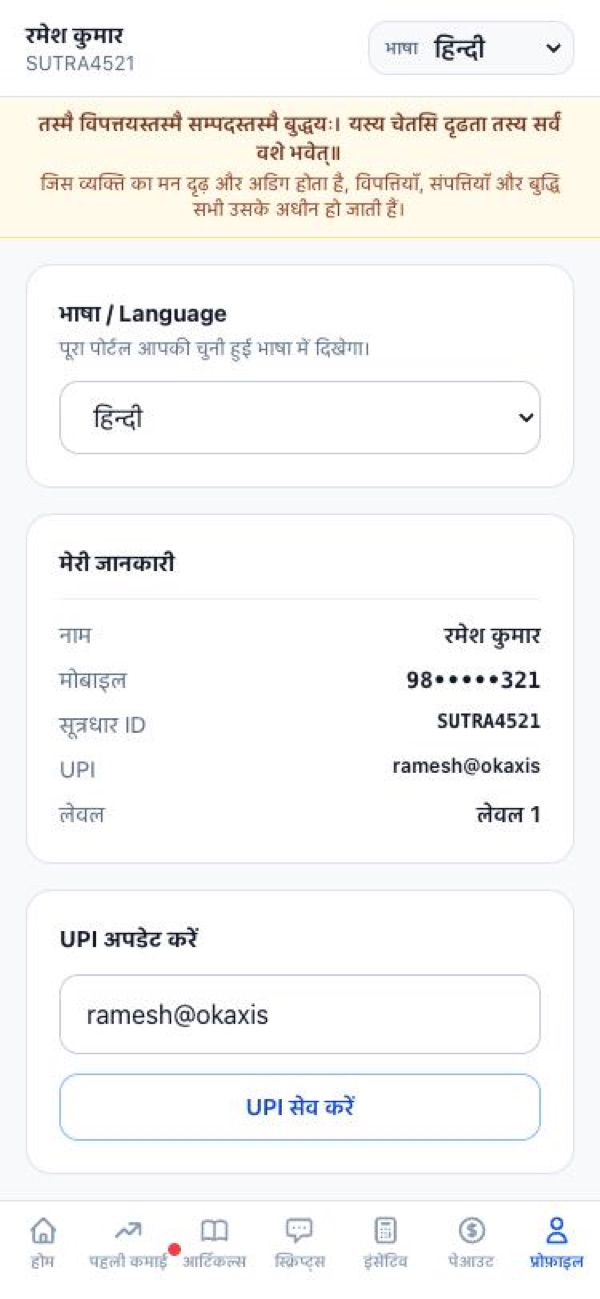 रमेश कुमार
SUTRA4521
भाषा हिन्दी
तस्मै विपत्तयस्तस्मै सम्पदस्तस्मै बुद्धयः। यस्य चेतसि दृढता तस्य सर्वं
वशे भवेत्॥
जिस व्यक्ति का मन दृढ़ और अडिग होता है, विपत्तियाँ, संपत्तियाँ और बुद्धि
सभी उसके अधीन हो जाती हैं।
भाषा / Language
पूरा पोर्टल आपकी चुनी हुई भाषा में दिखेगा।
हिन्दी
मेरी जानकारी
नाम रमेश कुमार
मोबाइल 98•••••321
सूत्रधार ID SUTRA4521
UPI ramesh@okaxis
लेवल लेवल 1
UPI अपडेट करें
ramesh@okaxis
UPI सेव करें
होम पहली कमाई आर्टिकल्स स्क्रिप्ट्स इंसेंटिव पेआउट प्रोफ़ाइल